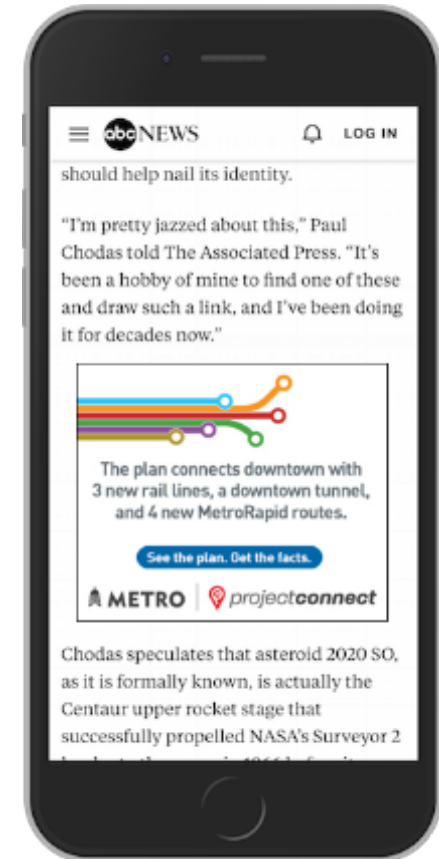 abc NEWS
LOG IN
should help nail its identity.
“I'm pretty jazzed about this,” Paul
Chodas told The Associated Press. “It's
been a hobby of mine to find one of these
and draw such a link, and I've been doing
it for decades now.”
The plan connects downtown with
3 new rail lines, a downtown tunnel,
and 4 new MetroRapid routes.
See the plan. Get the facts.
METRO
projectconnect
Chodas speculates that asteroid 2020 SO,
as it is formally known, is actually the
Centaur upper rocket stage that
successfully propelled NASA's Surveyor 2